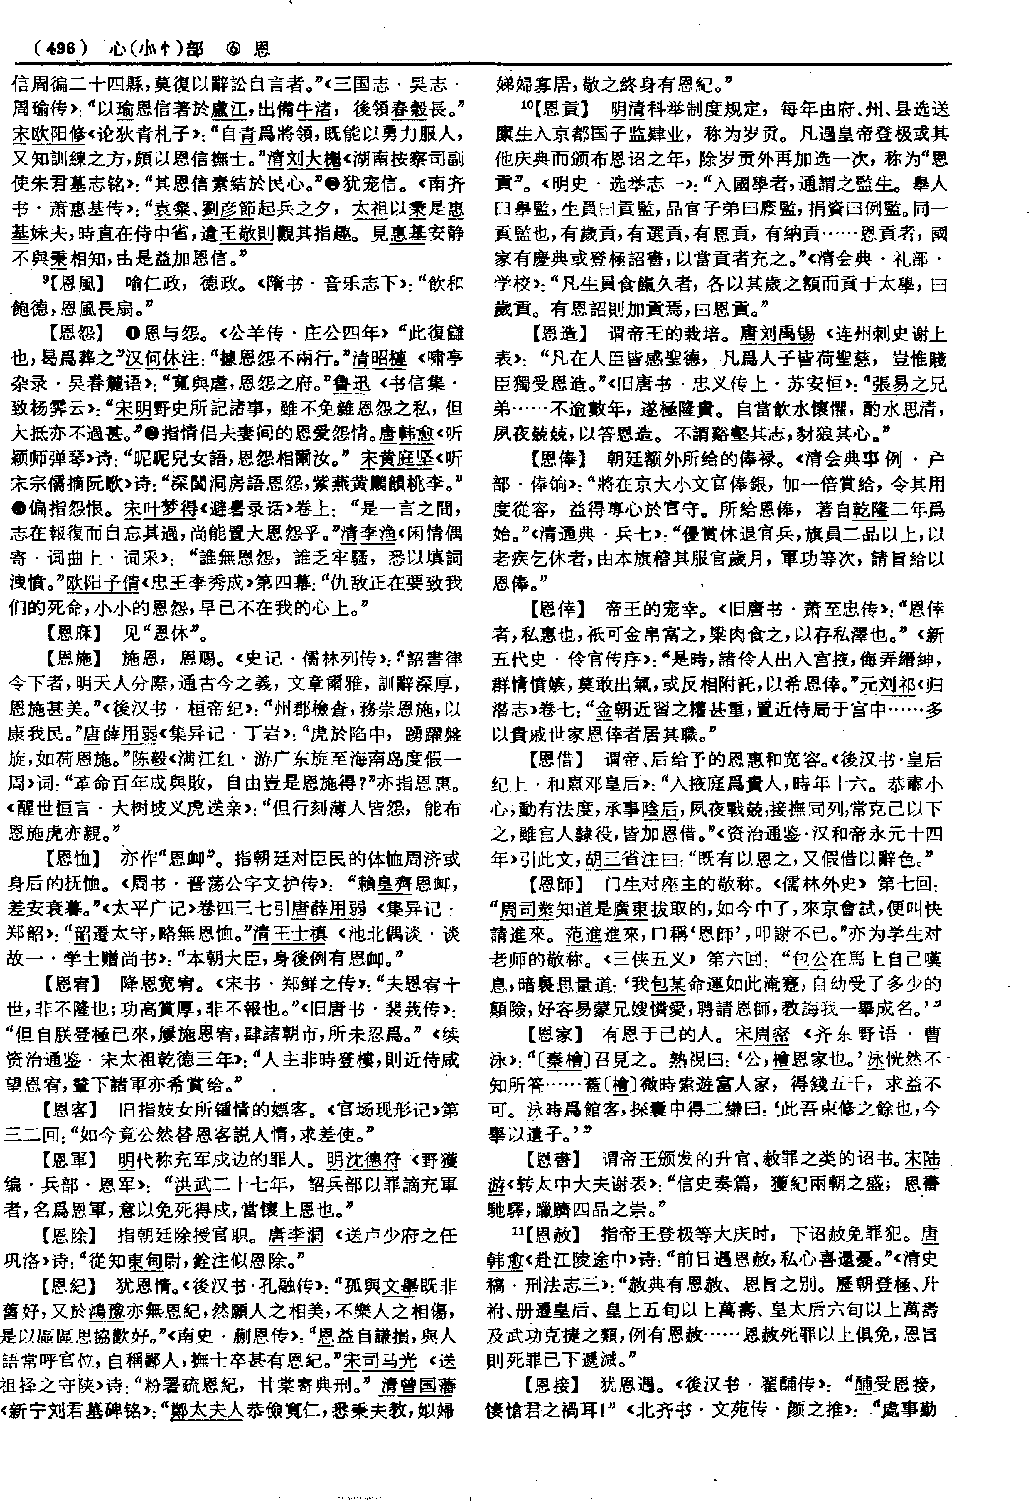 (496) 心(小忄)部 ⑥ 恩
信周徧二十四縣，莫復以辭訟自言者。”《三国志·吴志·
周瑜传》：“以瑜恩信著於廬江，出備牛渚，後領春穀長。”
宋欧阳修《论狄青札子》：“自青爲將領，既能以勇力服人，
又知訓練之方，頗以恩信撫士。”清刘大櫆《湖南按察司副
使朱君墓志铭》：“其恩信素結於民心。”❷犹宠信。《南齐
书·萧惠基传》：“袁粲、劉彦節起兵之夕，太祖以秉是惠
基妹夫，時直在侍中省，遣王敬則觀其指趣。見惠基安静
不與秉相知，由是益加恩信。”
⁹【恩風】 喻仁政，德政。《隋书·音乐志下》：“飲和
飽德，恩風長扇。”
【恩怨】 ❶恩与怨。《公羊传·庄公四年》“此復讎
也，曷爲葬之”汉何休注：“據恩怨不兩行。”清昭槤《啸亭
杂录·吴眷麓语》：“寬與虐，恩怨之府。”鲁迅《书信集·
致杨霁云》：“宋明野史所記諸事，雖不免雜恩怨之私，但
大抵亦不過甚。”❷指情侣夫妻间的恩爱怨情。唐韩愈《听
颖师弹琴》诗：“昵昵兒女語，恩怨相爾汝。”宋黄庭坚《听
宋宗儒摘阮歌》诗：“深閨洞房語恩怨，紫燕黄鸝韻桃李。”
❸偏指怨恨。宋叶梦得《避暑录话》卷上：“是一言之間，
志在報復而自忘其過，尚能置大恩怨乎。”清李渔《闲情偶
寄·词曲上·词采》：“誰無恩怨，誰乏牢騷，悉以填詞
洩憤。”欧阳予倩《忠王李秀成》第四幕：“仇敌正在要致我
们的死命，小小的恩怨，早已不在我的心上。”
【恩庥】 见“恩休”。
【恩施】 施恩，恩赐。《史记·儒林列传》：“詔書律
令下者，明天人分際，通古今之義，文章爾雅，訓辭深厚，
恩施甚美。”《後汉书·桓帝纪》：“州郡檢查，務崇恩施，以
康我民。”唐薛用弱《集异记·丁岩》：“虎於陷中，踴躍盤
旋，如荷恩施。”陈毅《满江红·游广东旋至海南岛度假一
周》词：“革命百年成與敗，自由豈是恩施得？”亦指恩惠。
《醒世恒言·大树坡义虎送亲》：“但行刻薄人皆怨，能布
恩施虎亦親。”
【恩恤】 亦作“恩卹”。指朝廷对臣民的体恤周济或
身后的抚恤。《周书·晋荡公宇文护传》：“賴皇齊恩卹，
差安衰暮。”《太平广记》卷四三七引唐薛用弱《集异记·
郑韶》：“韶遷太守，略無恩恤。”清王士禛《池北偶谈·谈
故一·学士赠尚书》：“本朝大臣，身後例有恩卹。”
【恩宥】 降恩宽宥。《宋书·郑鲜之传》：“夫恩宥十
世，非不隆也；功高賞厚，非不報也。”《旧唐书·裴莪传》：
“但自朕登極已來，屢施恩宥，肆諸朝市，所未忍爲。”《续
资治通鉴·宋太祖乾德三年》：“人主非時登樓，則近侍咸
望恩宥，輦下諸軍亦希賞给。”
【恩客】 旧指妓女所锺情的嫖客。《官场现形记》第
三二回：“如今竟公然替恩客説人情，求差使。”
【恩軍】 明代称充军戍边的罪人。明沈德符《野獲
编·兵部·恩军》：“洪武二十七年，詔兵部以罪謫充軍
者，名爲恩軍，意以免死得戍，當懷上恩也。”
【恩除】 指朝廷除授官职。唐李洞《送卢少府之任
巩洛》诗：“從知東甸尉，銓注似恩除。”
【恩紀】 犹恩情。《後汉书·孔融传》：“孤與文舉既非
舊好，又於鴻豫亦無恩紀，然願人之相美，不樂人之相傷，
是以區區思協歡好。”《南史·蒯恩传》：“恩益自謙損，與人
語常呼官位，自稱鄙人，撫士卒甚有恩紀。”宋司马光《送
祖择之守陕》诗：“粉署疏恩紀，甘棠寄典刑。”清曾国藩
《新宁刘君墓碑铭》：“鄭太夫人恭儉寬仁，悉秉夫教，姒婦
娣婦寡居，敬之終身有恩紀。”
¹⁰【恩貢】 明清科举制度规定，每年由府、州、县选送
廩生入京都国子监肄业，称为岁贡。凡遇皇帝登极或其
他庆典而颁布恩诏之年，除岁贡外再加选一次，称为“恩
貢”。《明史·选举志一》：“入國學者，通謂之監生。舉人
曰舉監，生員曰貢監，品官子弟曰廕監，捐資曰例監。同一
貢監也，有歲貢，有選貢，有恩貢，有納貢……恩貢者，國
家有慶典或登極詔書，以當貢者充之。”《清会典·礼部·
学校》：“凡生員食餼久者，各以其歲之額而貢于太學，曰
歲貢。有恩詔則加貢焉，曰恩貢。”
【恩造】 谓帝王的栽培。唐刘禹锡《连州刺史谢上
表》：“凡在人臣皆感聖德，凡爲人子皆荷聖慈，豈惟賤
臣獨受恩造。”《旧唐书·忠义传上·苏安恒》：“張易之兄
弟……不逾數年，遂極隆貴。自當飲水懷懼，酌水思清，
夙夜兢兢，以答恩造。不謂谿壑其志，豺狼其心。”
【恩俸】 朝廷额外所给的俸禄。《清会典事例·户
部·俸饷》：“將在京大小文官俸銀，加一倍賞給，令其用
度從容，益得專心於官守。所給恩俸，著自乾隆二年爲
始。”《清通典·兵七》：“優賞休退官兵，旗員二品以上，以
老疾乞休者，由本旗稽其服官歲月，軍功等次，請旨給以
恩俸。”
【恩倖】 帝王的宠幸。《旧唐书·萧至忠传》：“恩倖
者，私惠也，祇可金帛富之，粱肉食之，以存私澤也。”《新
五代史·伶官传序》：“是時，諸伶人出入宫掖，侮弄縉紳，
群情憤嫉，莫敢出氣，或反相附託，以希恩倖。”元刘祁《归
潜志》卷七：“金朝近習之權甚重，置近侍局于宫中……多
以貴戚世家恩倖者居其職。”
【恩借】 谓帝、后给予的恩惠和宽容。《後汉书·皇后
纪上·和熹邓皇后》：“入掖庭爲貴人，時年十六。恭肅小
心，動有法度，承事陰后，夙夜戰兢，接撫同列，常克己以下
之，雖宫人隸役，皆加恩借。”《资治通鉴·汉和帝永元十四
年》引此文，胡三省注曰：“既有以恩之，又假借以辭色。”
【恩師】 门生对座主的敬称。《儒林外史》第七回：
“周司業知道是廣東拔取的，如今中了，來京會試，便叫快
請進來。范進進來，口稱‘恩師’，叩謝不已。”亦为学生对
老师的敬称。《三侠五义》第六回：“包公在馬上自己嘆
息，暗裏思量道：‘我包某命運如此淹蹇，自幼受了多少的
顛險，好容易蒙兄嫂憐愛，聘請恩師，教誨我一舉成名。’”
【恩家】 有恩于己的人。宋周密《齐东野语·曹
泳》：“〔秦檜〕召見之。熟視曰：‘公，檜恩家也。’泳恍然不
知所答……蓋〔檜〕微時索遊富人家，得錢五千，求益不
可。泳時爲館客，探囊中得二縑曰：‘此吾束修之餘也，今
舉以遺子。’”
【恩書】 谓帝王颁发的升官、赦罪之类的诏书。宋陆
游《转太中大夫谢表》：“信史奏篇，獲紀兩朝之盛；恩書
馳驛，躐躋四品之崇。”
¹¹【恩赦】 指帝王登极等大庆时，下诏赦免罪犯。唐
韩愈《赴江陵途中》诗：“前日遇恩赦，私心喜還憂。”《清史
稿·刑法志三》：“赦典有恩赦、恩旨之别。歷朝登極、升
祔、册遷皇后、皇上五旬以上萬壽、皇太后六旬以上萬壽
及武功克捷之類，例有恩赦……恩赦死罪以上俱免，恩旨
則死罪已下遞減。”
【恩接】 犹恩遇。《後汉书·翟酺传》：“酺受恩接，
悽愴君之禍耳！”《北齐书·文苑传·颜之推》：“處事勤